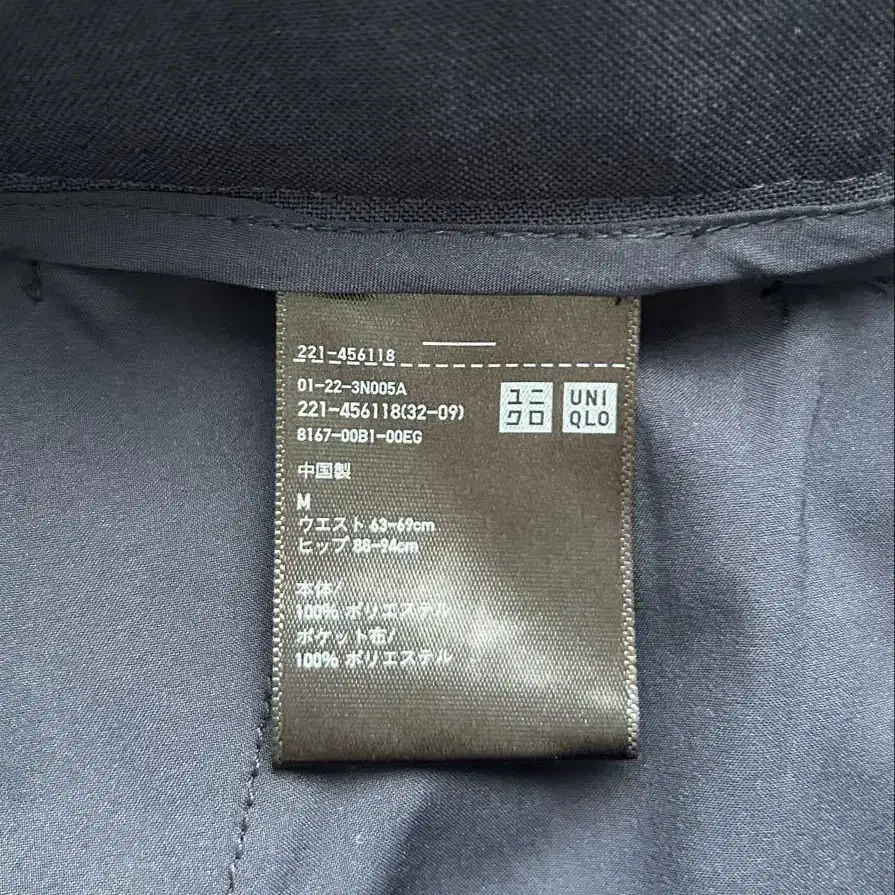 221-456118
01-22-3N005A
221-456118(32-09)
8167-00B1-00EG
ユニ
クロ
UNI
QLO
中国製
M
ウエスト 63-69cm
ヒップ 88-94cm
本体/
100% ポリエステル
ポケット布/
100% ポリエステル